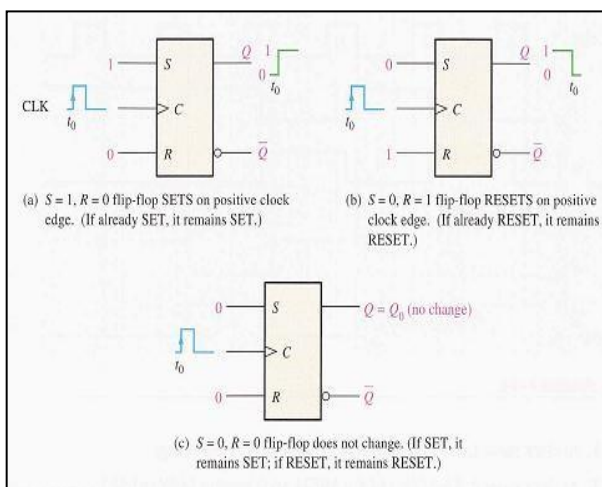 1 S Q 1 0 t0
CLK t0 C
0 R Q̅
(a) S = 1, R = 0 flip-flop SETS on positive clock
edge. (If already SET, it remains SET.)
0 S Q 1 0 t0
t0 C
1 R Q̅
(b) S = 0, R = 1 flip-flop RESETS on positive
clock edge. (If already RESET, it remains
RESET.)
0 S Q = Q0 (no change)
t0 C
0 R Q̅
(c) S = 0, R = 0 flip-flop does not change. (If SET, it
remains SET; if RESET, it remains RESET.)